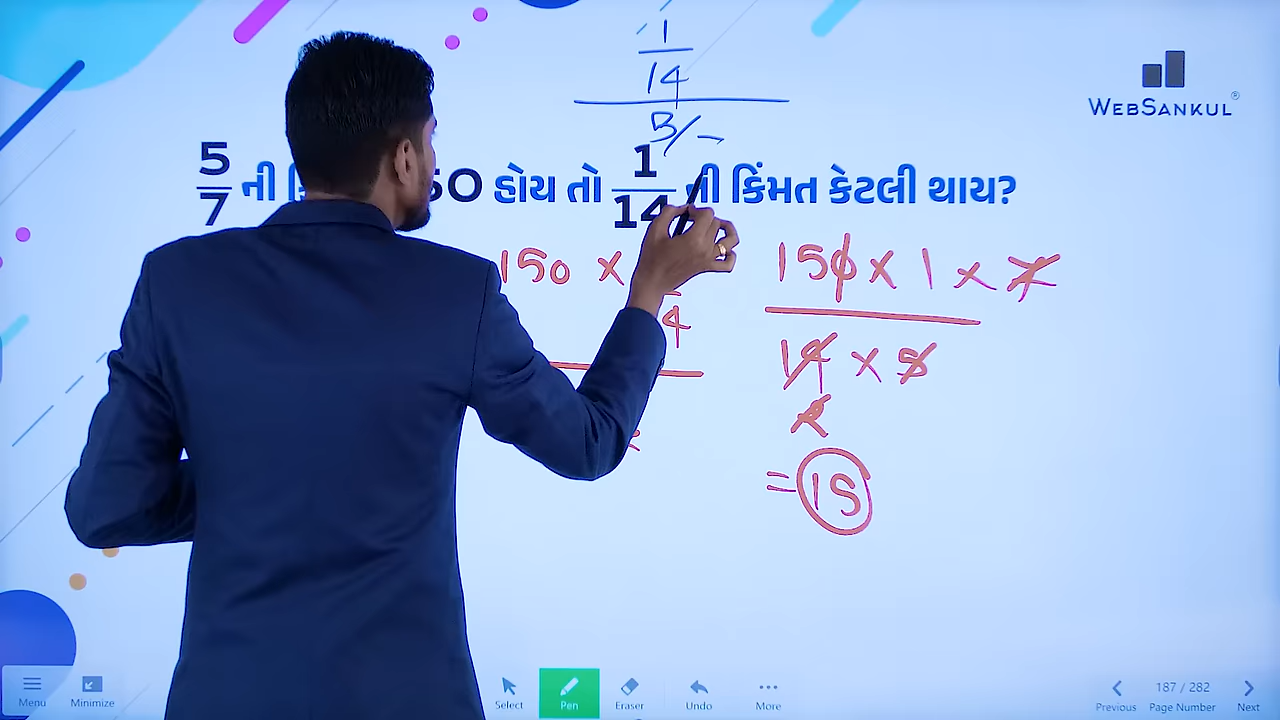 1
14
WEBSANKUL®
5/7 ની 50 હોય તો 1/14 ની કિંમત કેટલી થાય?
150 x
4
150 x 1 x 7
14 x 5
2
= 15
Menu Minimize Select Pen Eraser Undo More Previous 187 / 282 Page Number Next